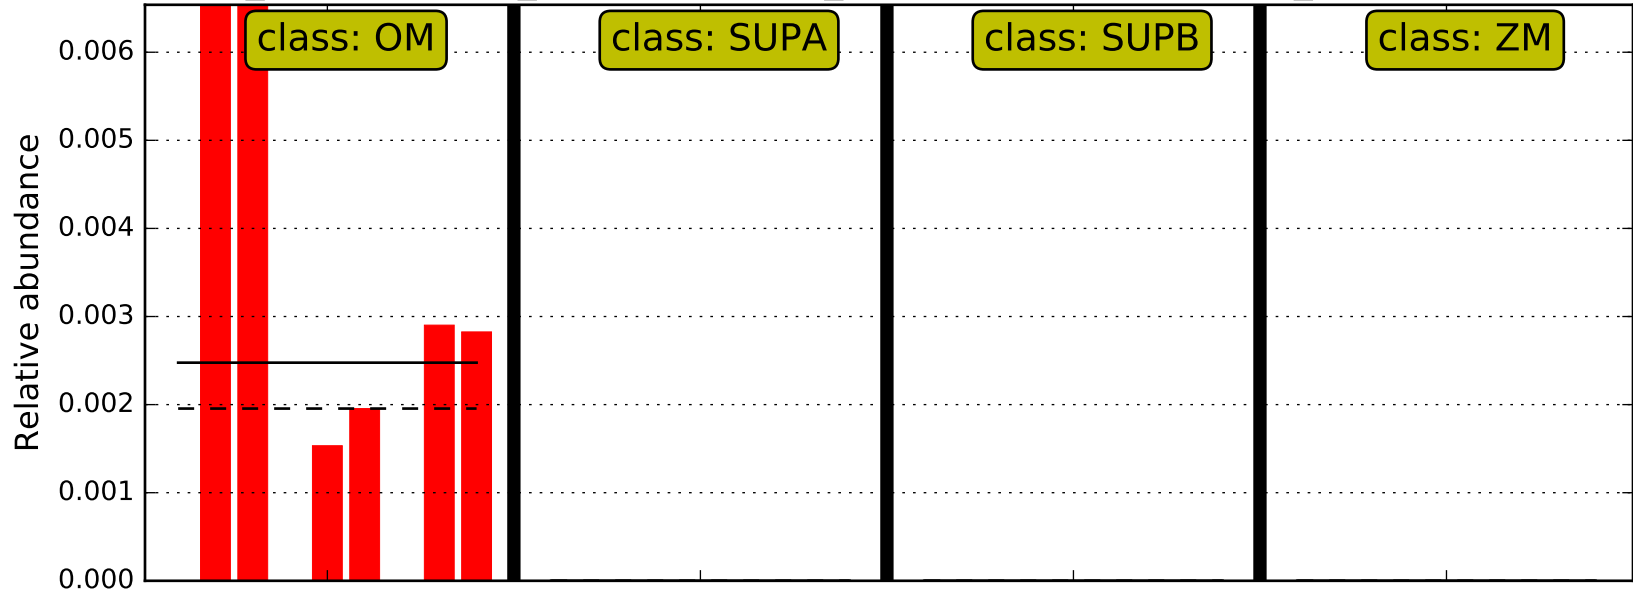 class: OM
class: SUPA
class: SUPB
class: ZM
Relative abundance
0.006
0.005
0.004
0.003
0.002
0.001
0.000